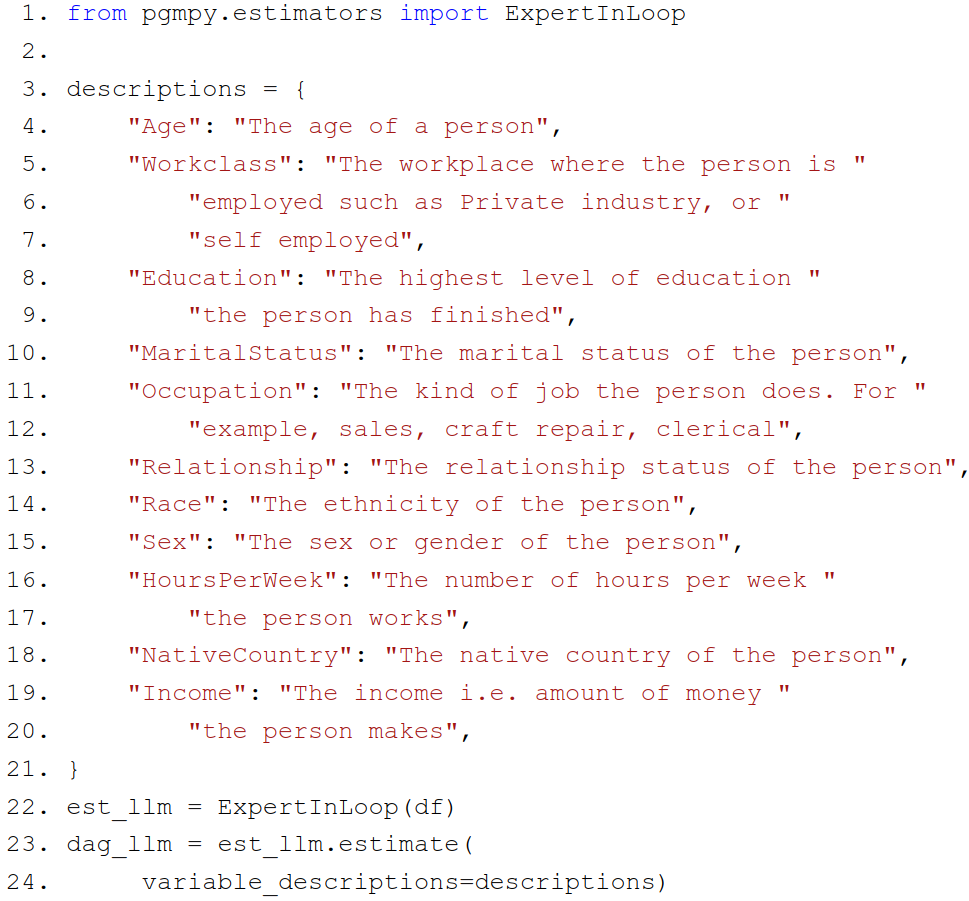 1. from pgmpy.estimators import ExpertInLoop
2.
3. descriptions = {
4.     "Age": "The age of a person",
5.     "Workclass": "The workplace where the person is "
6.         "employed such as Private industry, or "
7.         "self employed",
8.     "Education": "The highest level of education "
9.         "the person has finished",
10.     "MaritalStatus": "The marital status of the person",
11.     "Occupation": "The kind of job the person does. For "
12.         "example, sales, craft repair, clerical",
13.     "Relationship": "The relationship status of the person",
14.     "Race": "The ethnicity of the person",
15.     "Sex": "The sex or gender of the person",
16.     "HoursPerWeek": "The number of hours per week "
17.         "the person works",
18.     "NativeCountry": "The native country of the person",
19.     "Income": "The income i.e. amount of money "
20.         "the person makes",
21. }
22. est_llm = ExpertInLoop(df)
23. dag_llm = est_llm.estimate(
24.      variable_descriptions=descriptions)